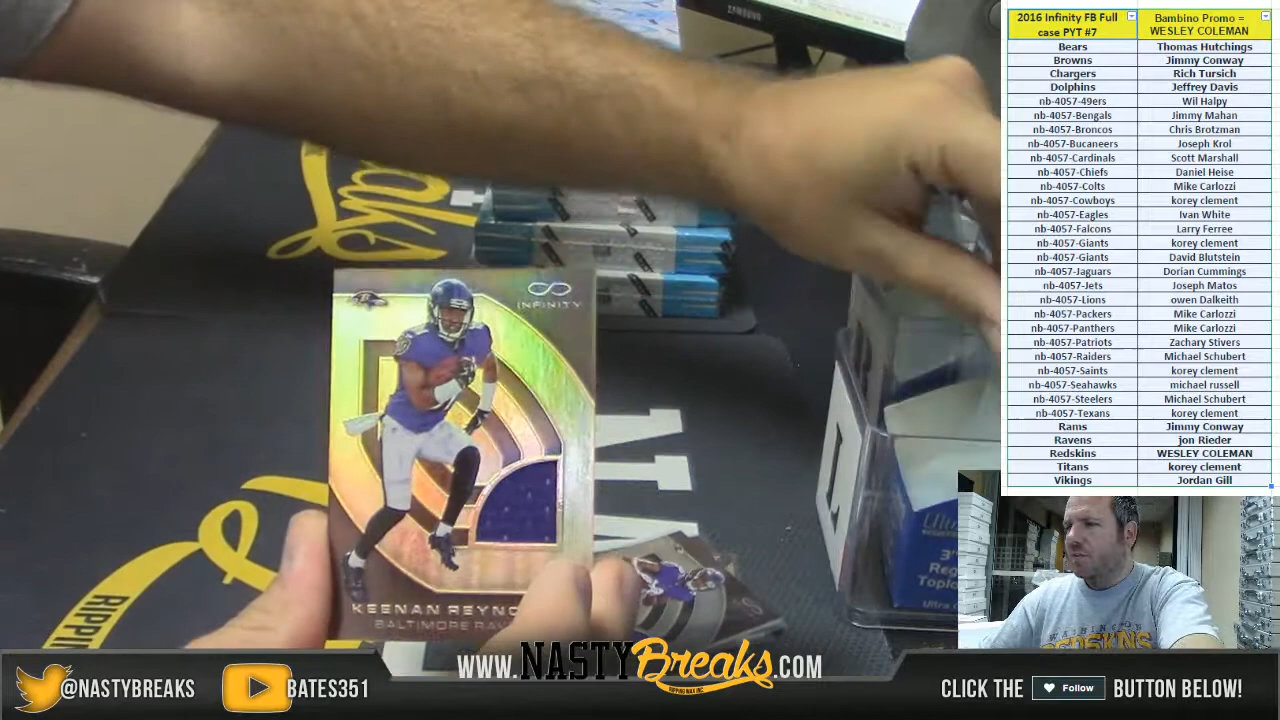 SAMSUNG
2016 Infinity FB Full case PYT #7 Bambino Promo = WESLEY COLEMAN
Bears Thomas Hutchings
Browns Jimmy Conway
Chargers Rich Tursich
Dolphins Jeffrey Davis
nb-4057-49ers Wil Halpy
nb-4057-Bengals Jimmy Mahan
nb-4057-Broncos Chris Brotzman
nb-4057-Bucaneers Joseph Krol
nb-4057-Cardinals Scott Marshall
nb-4057-Chiefs Daniel Heise
nb-4057-Colts Mike Carlozzi
nb-4057-Cowboys korey clement
nb-4057-Eagles Ivan White
nb-4057-Falcons Larry Ferree
nb-4057-Giants korey clement
nb-4057-Giants David Blutstein
nb-4057-Jaguars Dorian Cummings
nb-4057-Jets Joseph Matos
nb-4057-Lions owen Dalkeith
nb-4057-Packers Mike Carlozzi
nb-4057-Panthers Mike Carlozzi
nb-4057-Patriots Zachary Stivers
nb-4057-Raiders Michael Schubert
nb-4057-Saints korey clement
nb-4057-Seahawks michael russell
nb-4057-Steelers Michael Schubert
nb-4057-Texans korey clement
Rams Jimmy Conway
Ravens jon Rieder
Redskins WESLEY COLEMAN
Titans korey clement
Vikings Jordan Gill
INFINITY
KEENAN
BALTIMORE
RIPPIN
Ultra
3"
REDSKINS
@NASTYBREAKS
BATES351
WWW.NASTYBreaks.COM
RIPPING WAX INC
CLICK THE Follow BUTTON BELOW!